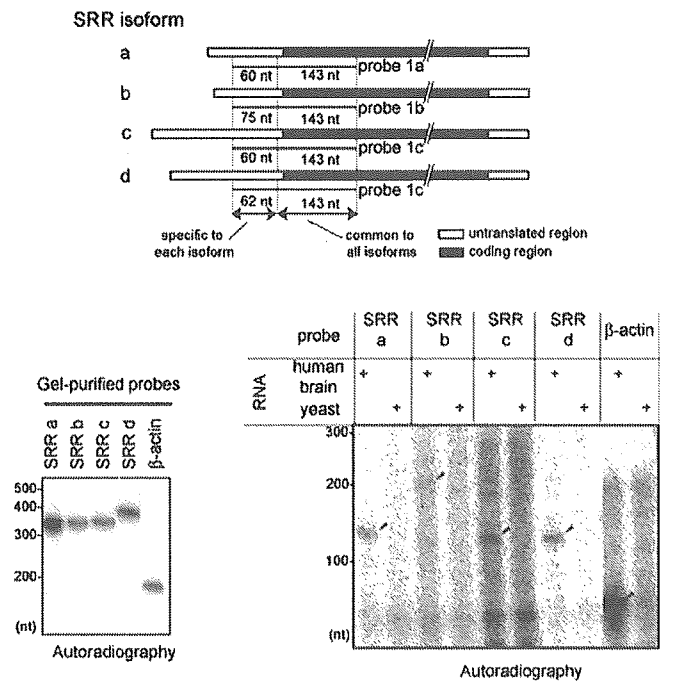 SRR isoform
a
probe 1a
60 nt 143 nt
b
probe 1b
75 nt 143 nt
c
probe 1c
60 nt 143 nt
d
probe 1c
62 nt 143 nt
specific to
each isoform
common to
all isoforms
untranslated region
coding region
Gel-purified probes
SRR a
SRR b
SRR c
SRR d
β-actin
500
400
300
200
(nt)
Autoradiography
probe
SRR a
SRR b
SRR c
SRR d
β-actin
RNA
human brain
+ + + + +
yeast
+ + + + +
300
200
100
(nt)
Autoradiography